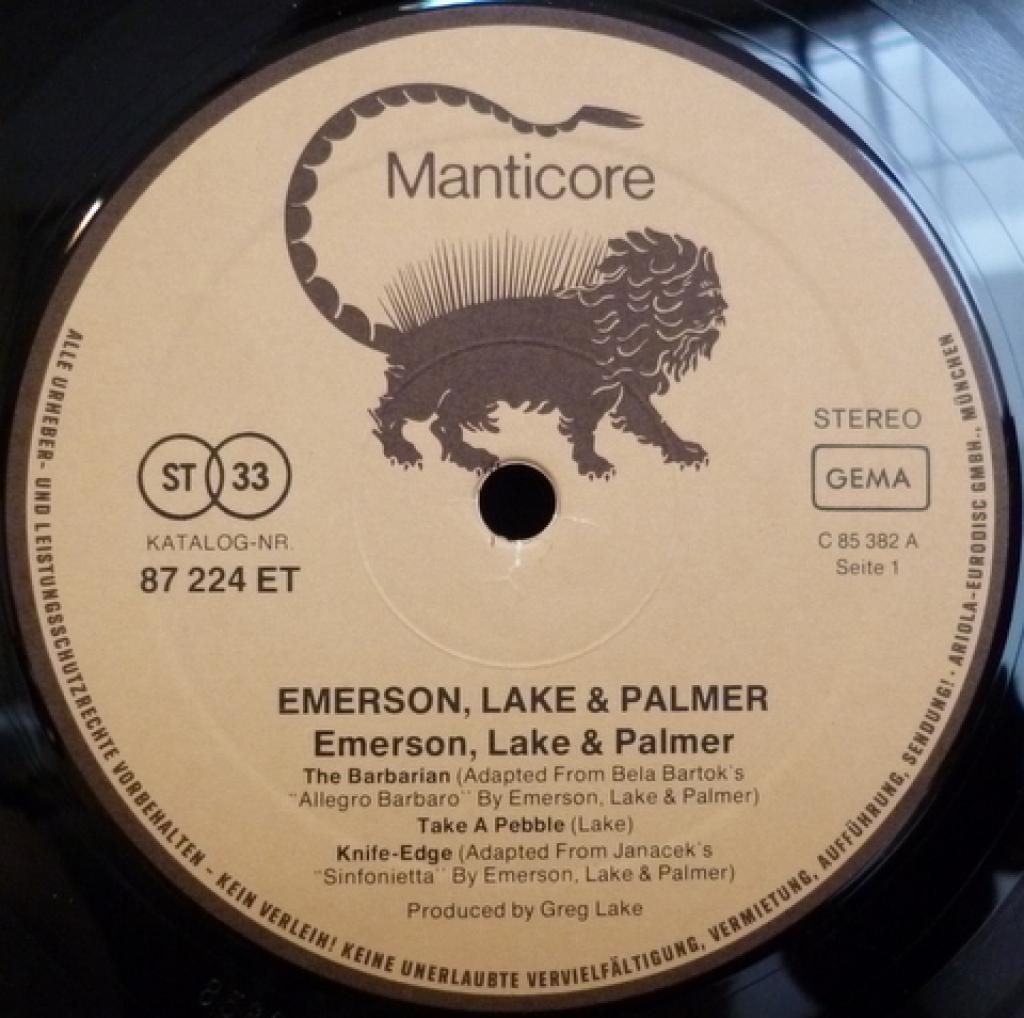 Manticore
STEREO
ST 33
GEMA
KATALOG-NR.
87 224 ET
C 85 382 A
Seite 1
EMERSON, LAKE & PALMER
Emerson, Lake & Palmer
The Barbarian (Adapted From Bela Bartok's
"Allegro Barbaro" By Emerson, Lake & Palmer)
Take A Pebble (Lake)
Knife-Edge (Adapted From Janacek's
"Sinfonietta" By Emerson, Lake & Palmer)
Produced by Greg Lake
ALLE URHEBER- UND LEISTUNGSSCHUTZRECHTE VORBEHALTEN - KEIN VERLEIH! KEINE UNERLAUBTE VERVIELFÄLTIGUNG, VERMIETUNG, AUFFÜHRUNG, SENDUNG! - ARIOLA-EURODISC GMBH., MÜNCHEN